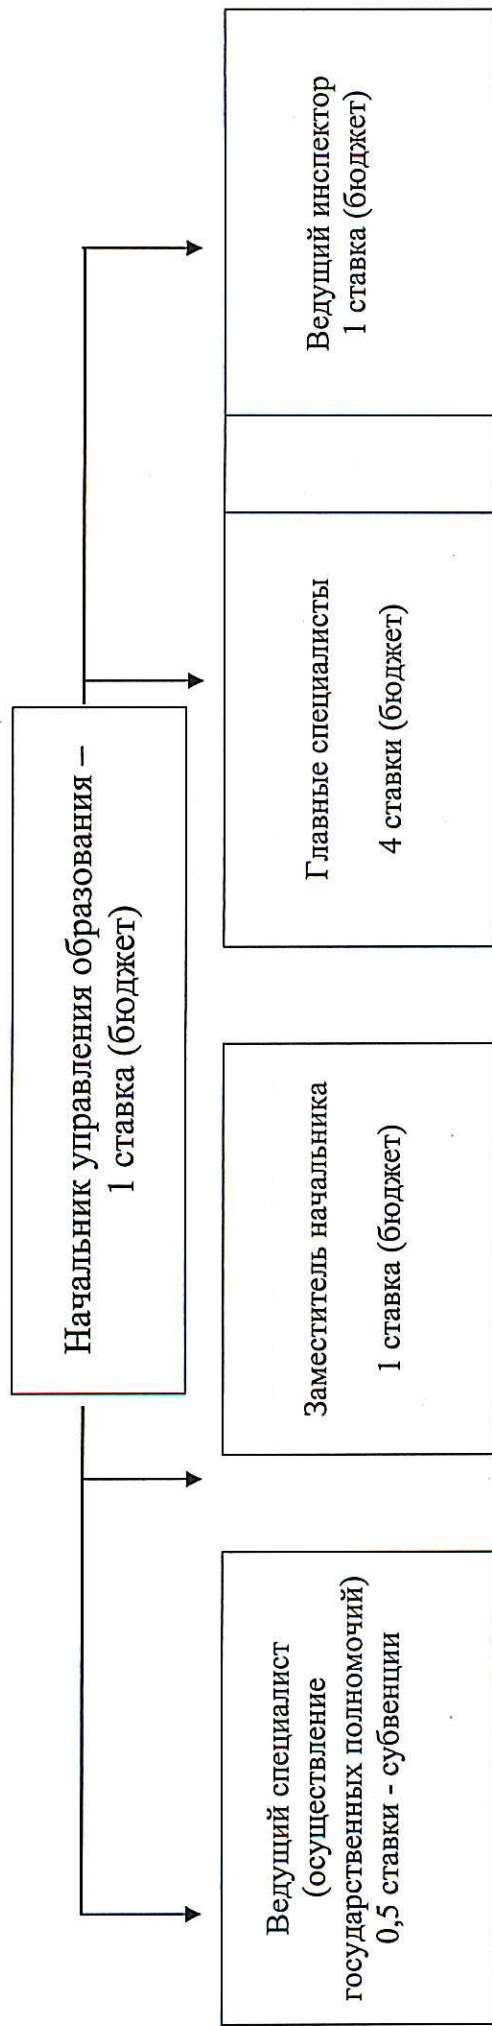 Начальник управления образования –
1 ставка (бюджет)
Ведущий специалист
(осуществление
государственных полномочий)
0,5 ставки - субвенции
Заместитель начальника
1 ставка (бюджет)
Главные специалисты
4 ставки (бюджет)
Ведущий инспектор
1 ставка (бюджет)